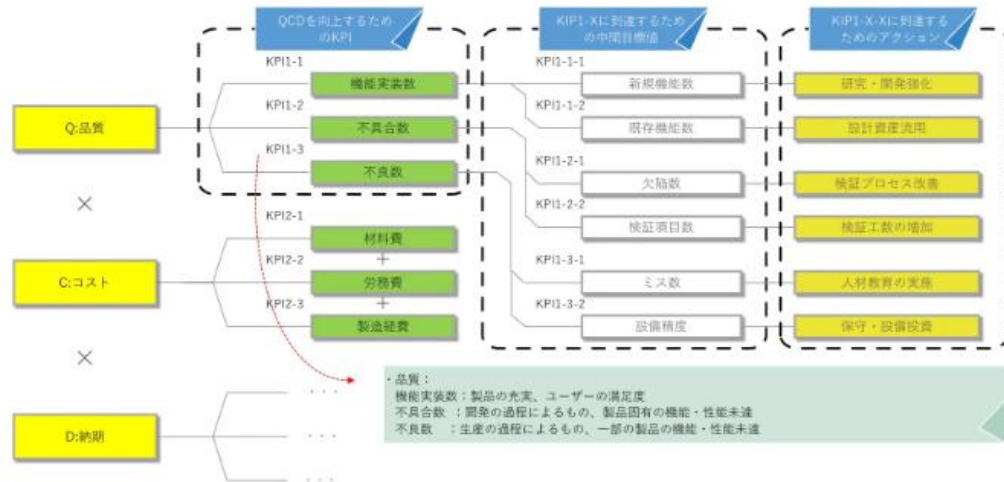 QCDを向上するため
のKPI
KIP1-Xに到達するため
の中間目標値
KIP1-X-Xに到達する
ためのアクション
KPI1-1
機能実装数
KPI1-1-1
新規機能数
研究・開発強化
KPI1-2
不具合数
KPI1-1-2
既存機能数
設計資産流用
Q:品質
KPI1-3
不良数
KPI1-2-1
欠陥数
検証プロセス改善
×
KPI1-2-2
検証項目数
検証工数の増加
KPI2-1
材料費
+
KPI1-3-1
ミス数
人材教育の実施
C:コスト
KPI2-2
労務費
+
KPI1-3-2
設備精度
保守・設備投資
KPI2-3
製造経費
×
・品質:
機能実装数:製品の充実、ユーザーの満足度
不具合数 :開発の過程によるもの、製品固有の機能・性能未達
不良数 :生産の過程によるもの、一部の製品の機能・性能未達
D:納期
・・・
・・・
・・・